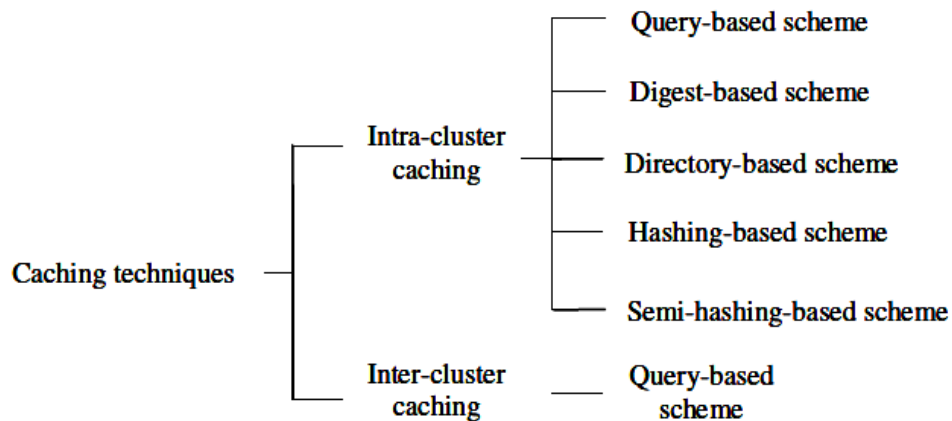 Query-based scheme
Digest-based scheme
Intra-cluster
caching
Directory-based scheme
Hashing-based scheme
Caching techniques
Semi-hashing-based scheme
Inter-cluster
caching
Query-based
scheme